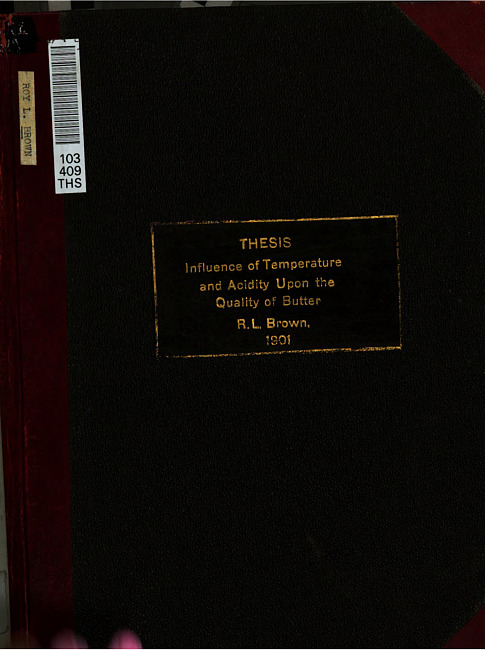 ROY L. BROWN
103
409
THS
THESIS
Influence of Temperature
and Acidity Upon the
Quality of Butter
R.L. Brown.
1901